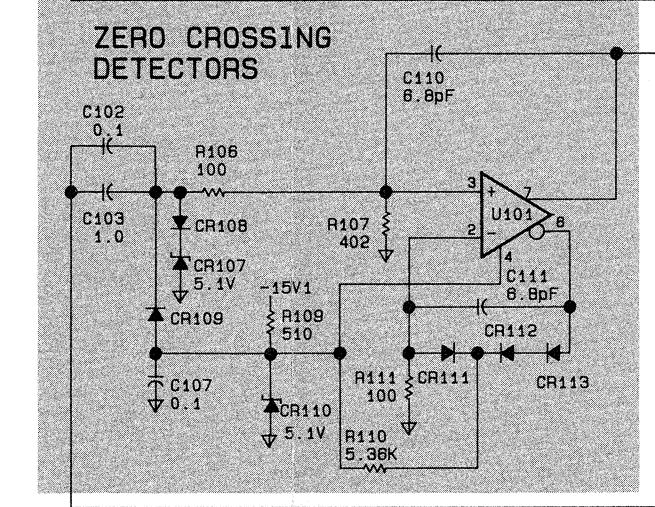 ZERO CROSSING
DETECTORS
C110
6.8pF
C102
0.1
R106
100
C103
1.0
3
+
7
U101
6
2
−
4
R107
402
CR108
CR107
5.1V
C111
6.8pF
-15V1
R109
510
CR109
CR112
C107
0.1
CR110
5.1V
R111
100
CR111
CR113
R110
5.36K